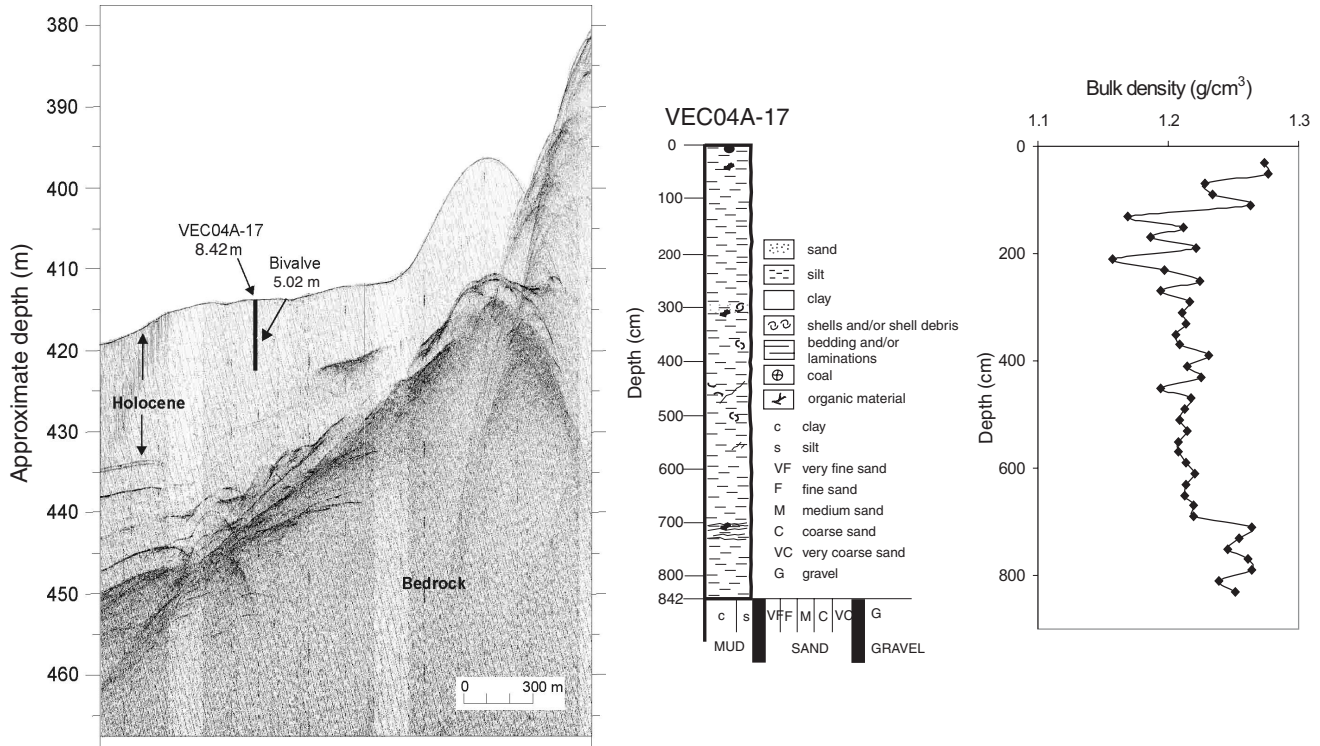 380
390
400
410
420
430
440
450
460
Approximate depth (m)
VEC04A-17
8.42 m
Bivalve
5.02 m
Holocene
Bedrock
0 300 m
VEC04A-17
0
100
200
300
400
500
600
700
800
842
Depth (cm)
sand
silt
clay
shells and/or shell debris
bedding and/or
laminations
coal
organic material
c clay
s silt
VF very fine sand
F fine sand
M medium sand
C coarse sand
VC very coarse sand
G gravel
c s VF F M C VC G
MUD SAND GRAVEL
Bulk density (g/cm³)
1.1 1.2 1.3
0
200
400
600
800
Depth (cm)